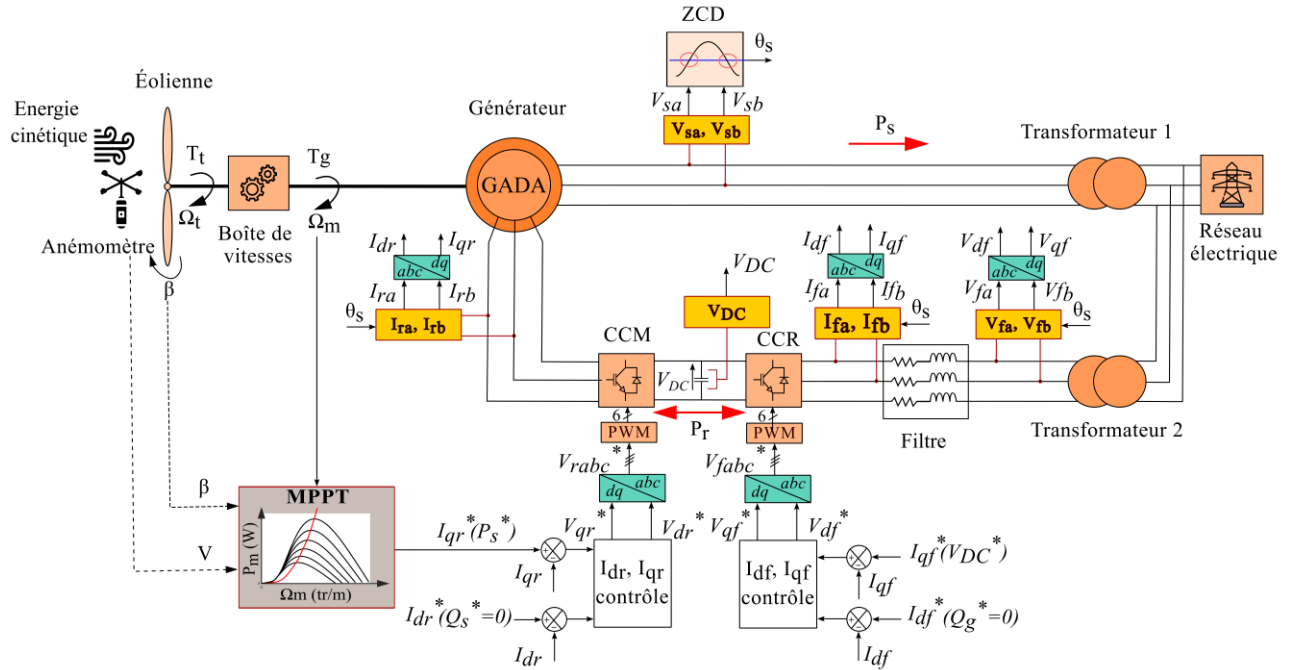 ZCD
θs
Vsa
Vsb
Vsa, Vsb
Ps
Éolienne
Energie
cinétique
Générateur
Transformateur 1
Tt
Tg
GADA
Ωt
Ωm
Anémomètre
Boîte de
vitesses
Réseau
électrique
β
Idr
Iqr
abc
dq
Ira
Irb
θs
Ira, Irb
VDC
VDC
Idf
Iqf
abc
dq
Ifa
Ifb
Ifa, Ifb
θs
Vdf
Vqf
abc
dq
Vfa
Vfb
Vfa, Vfb
θs
CCM
CCR
VDC
Pr
6
6
PWM
PWM
Filtre
Transformateur 2
Vrabc*
Vfabc*
dq
abc
dq
abc
β
V
MPPT
Pm (W)
Ωm (tr/m)
Iqr*(Ps*)
Vqr*
Vdr*
Vqf*
Vdf*
Iqr
Idr, Iqr
contrôle
Idf, Iqf
contrôle
Iqf*(VDC*)
Iqf
Idr*(Qs*=0)
Idf*(Qg*=0)
Idr
Idf